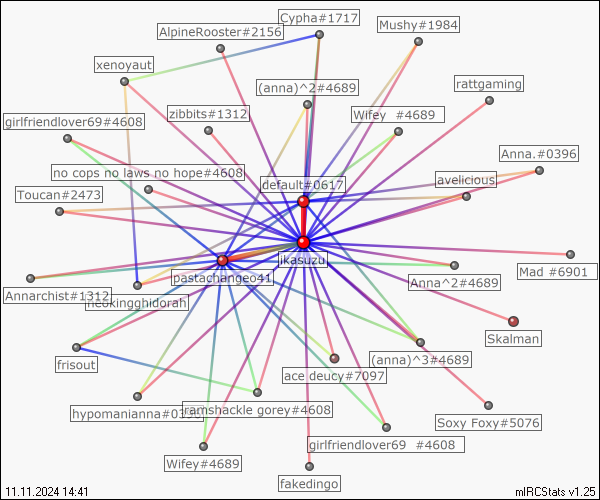 Cypha#1717
Mushy#1984
AlpineRooster#2156
xenoyaut
rattgaming
(anna)^2#4689
zibbits#1312
Wifey  #4689
girlfriendlover69#4608
Anna.#0396
no cops no laws no hope#4608
avelicious
default#0617
Toucan#2473
ikasuzu
Mad #6901
pastachangeo41
Anna^2#4689
Annarchist#1312
neokingghidorah
Skalman
(anna)^3#4689
frisout
ace deucy#7097
hypomanianna#0396
ramshackle gorey#4608
Soxy Foxy#5076
girlfriendlover69  #4608
Wifey#4689
fakedingo
11.11.2024 14:41
mIRCStats v1.25